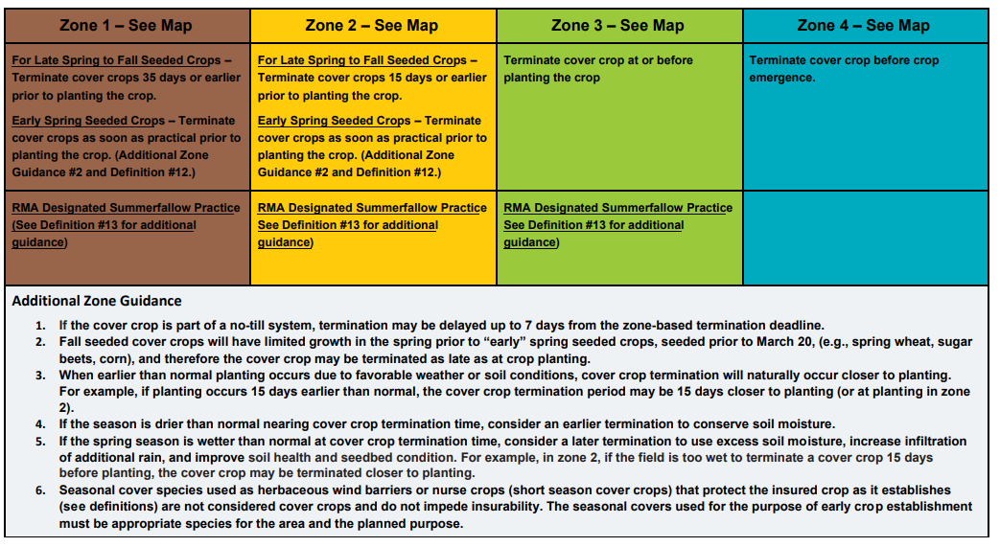 Zone 1 – See Map
Zone 2 – See Map
Zone 3 – See Map
Zone 4 – See Map
For Late Spring to Fall Seeded Crops –
Terminate cover crops 35 days or earlier
prior to planting the crop.
Early Spring Seeded Crops – Terminate
cover crops as soon as practical prior to
planting the crop. (Additional Zone
Guidance #2 and Definition #12.)
For Late Spring to Fall Seeded Crops –
Terminate cover crops 15 days or earlier
prior to planting the crop.
Early Spring Seeded Crops – Terminate
cover crops as soon as practical prior to
planting the crop. (Additional Zone
Guidance #2 and Definition #12.)
Terminate cover crop at or before
planting the crop
Terminate cover crop before crop
emergence.
RMA Designated Summerfallow Practice
(See Definition #13 for additional
guidance)
RMA Designated Summerfallow Practice
See Definition #13 for additional
guidance)
RMA Designated Summerfallow Practice
See Definition #13 for additional
guidance)
Additional Zone Guidance
1. If the cover crop is part of a no-till system, termination may be delayed up to 7 days from the zone-based termination deadline.
2. Fall seeded cover crops will have limited growth in the spring prior to “early” spring seeded crops, seeded prior to March 20, (e.g., spring wheat, sugar
beets, corn), and therefore the cover crop may be terminated as late as at crop planting.
3. When earlier than normal planting occurs due to favorable weather or soil conditions, cover crop termination will naturally occur closer to planting.
For example, if planting occurs 15 days earlier than normal, the cover crop termination period may be 15 days closer to planting (or at planting in zone
2).
4. If the season is drier than normal nearing cover crop termination time, consider an earlier termination to conserve soil moisture.
5. If the spring season is wetter than normal at cover crop termination time, consider a later termination to use excess soil moisture, increase infiltration
of additional rain, and improve soil health and seedbed condition. For example, in zone 2, if the field is too wet to terminate a cover crop 15 days
before planting, the cover crop may be terminated closer to planting.
6. Seasonal cover species used as herbaceous wind barriers or nurse crops (short season cover crops) that protect the insured crop as it establishes
(see definitions) are not considered cover crops and do not impede insurability. The seasonal covers used for the purpose of early crop establishment
must be appropriate species for the area and the planned purpose.